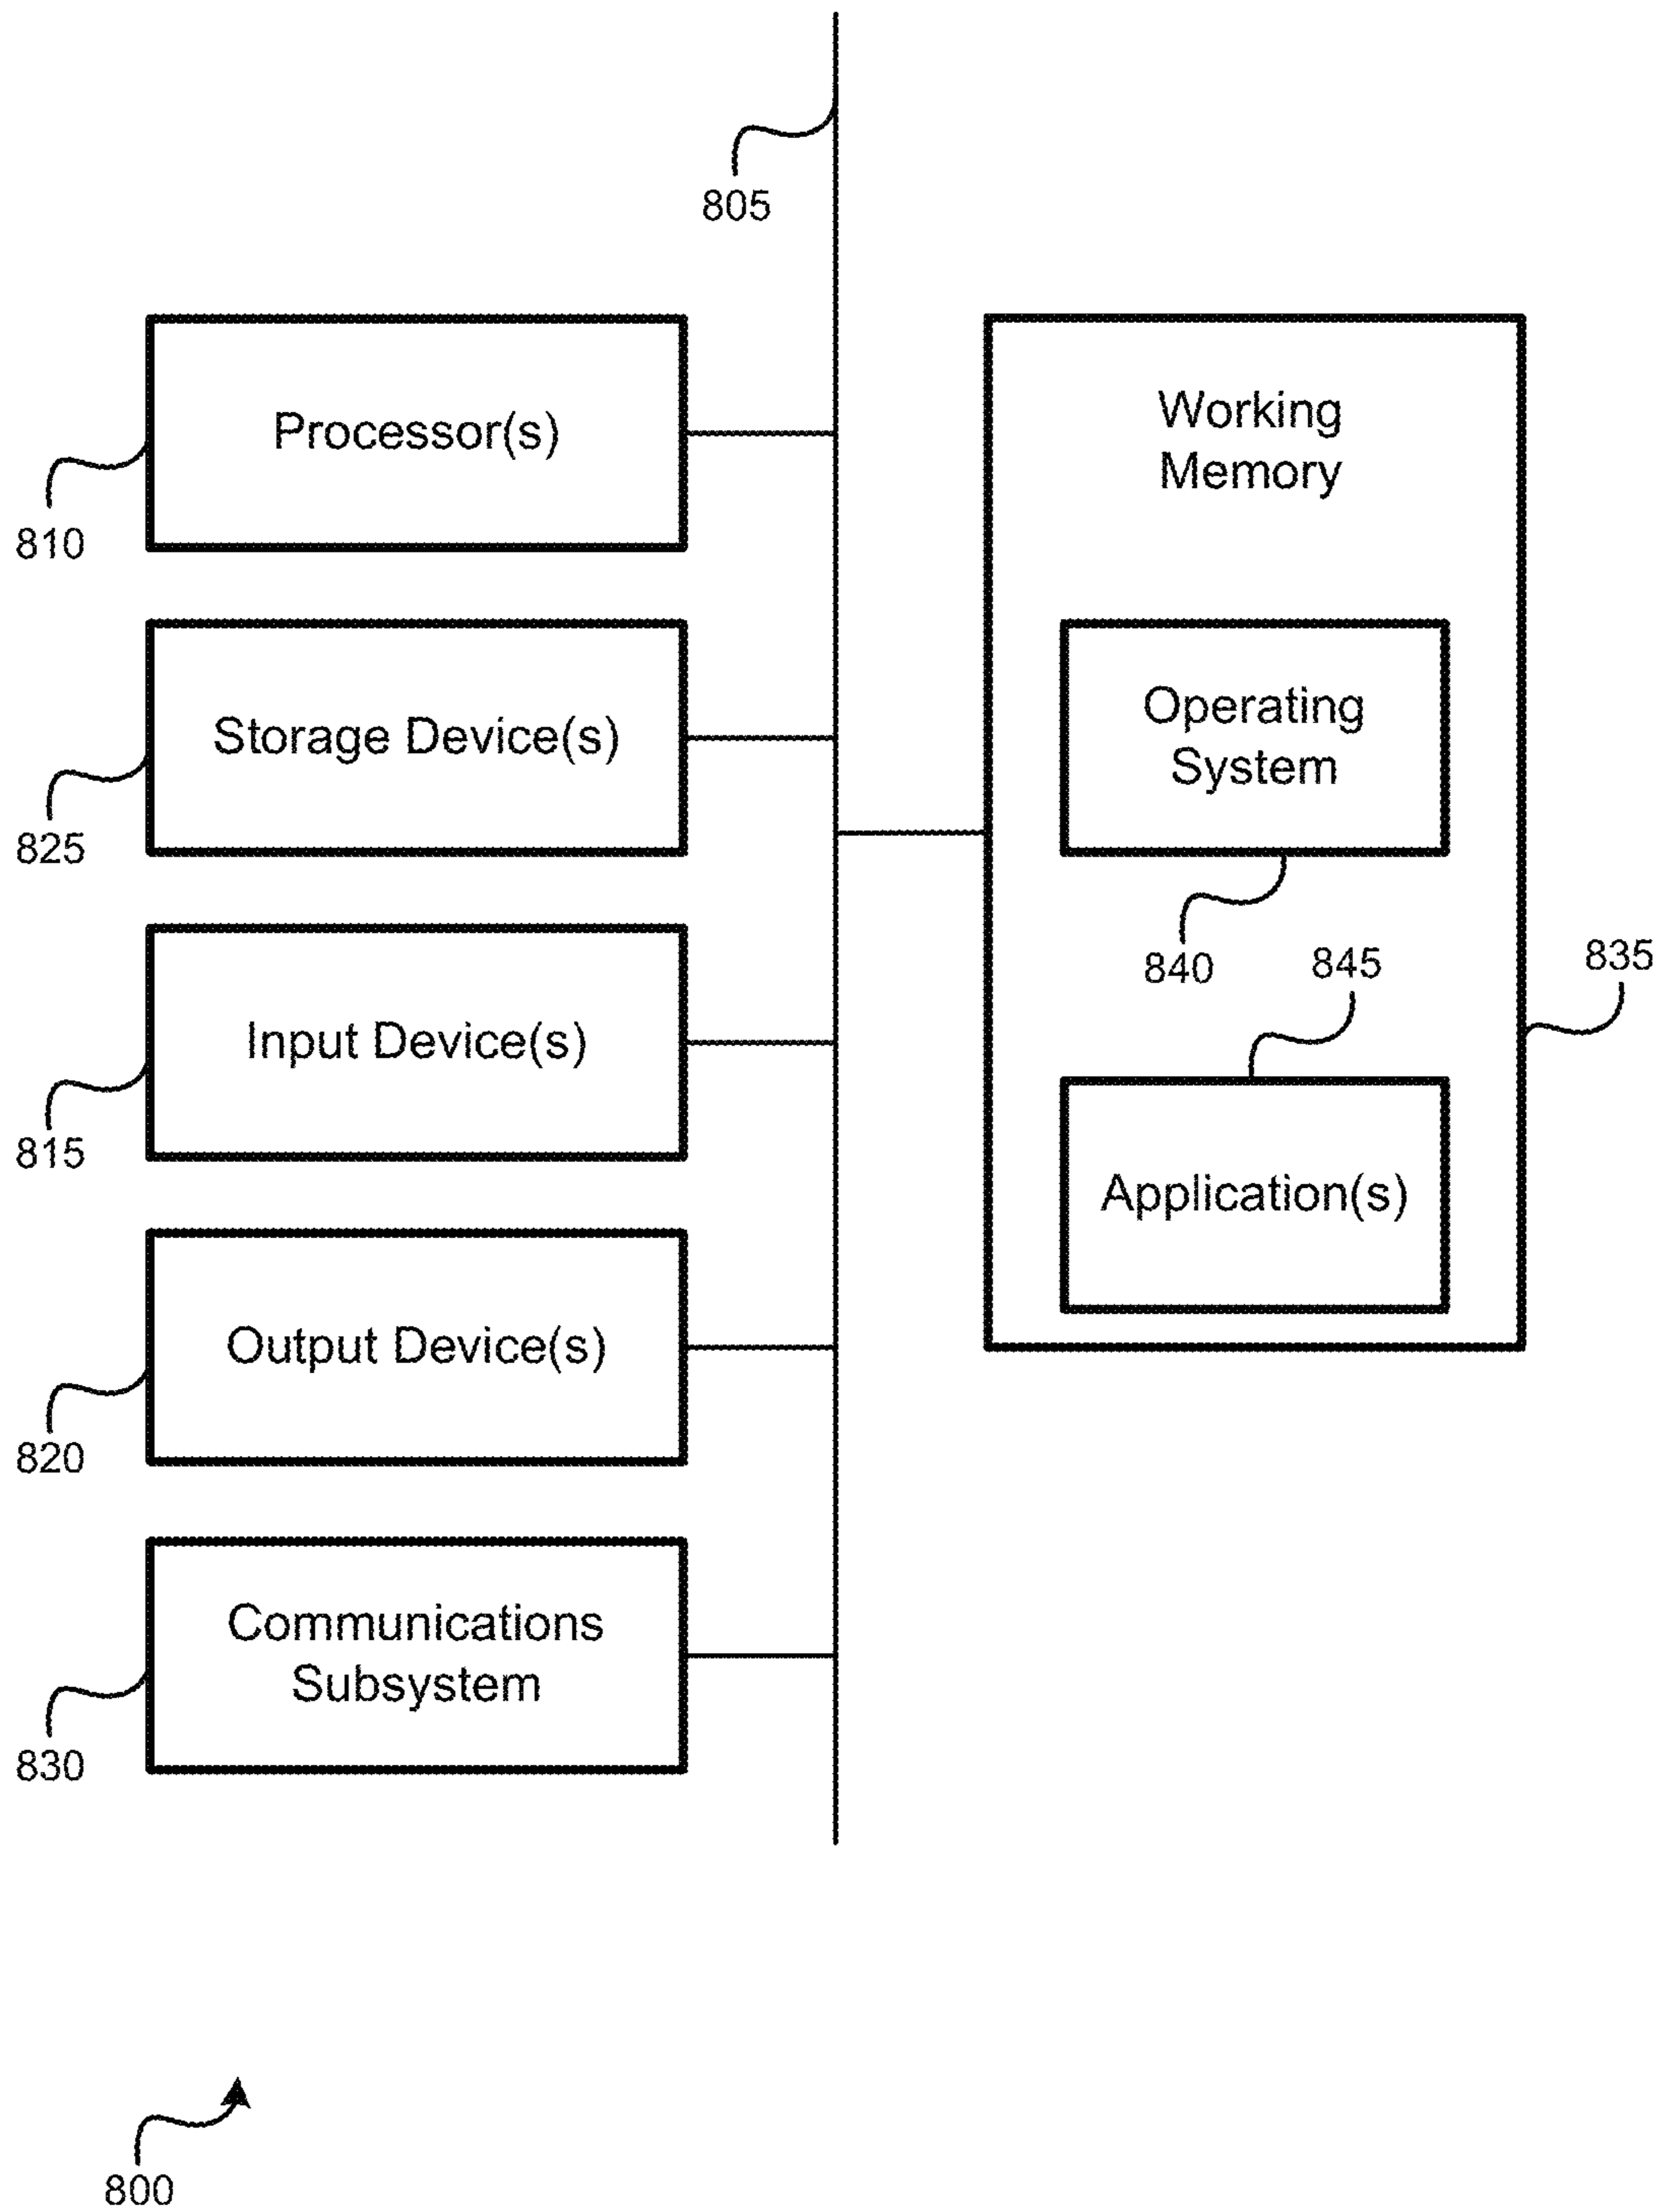 805
Processor(s)
810
Storage Device(s)
825
Input Device(s)
815
Output Device(s)
820
Communications
Subsystem
830
Working
Memory
Operating
System
840
845
835
Application(s)
800